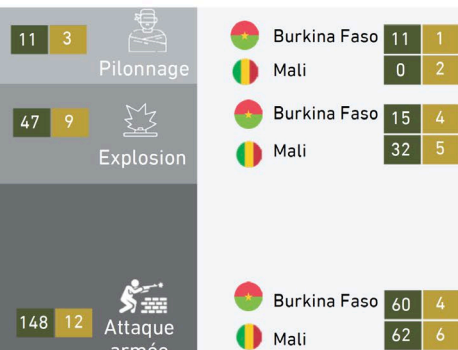 11 3
Pilonnage
Burkina Faso 11 1
Mali 0 2
47 9
Explosion
Burkina Faso 15 4
Mali 32 5
148 12
Attaque
armée
Burkina Faso 60 4
Mali 62 6